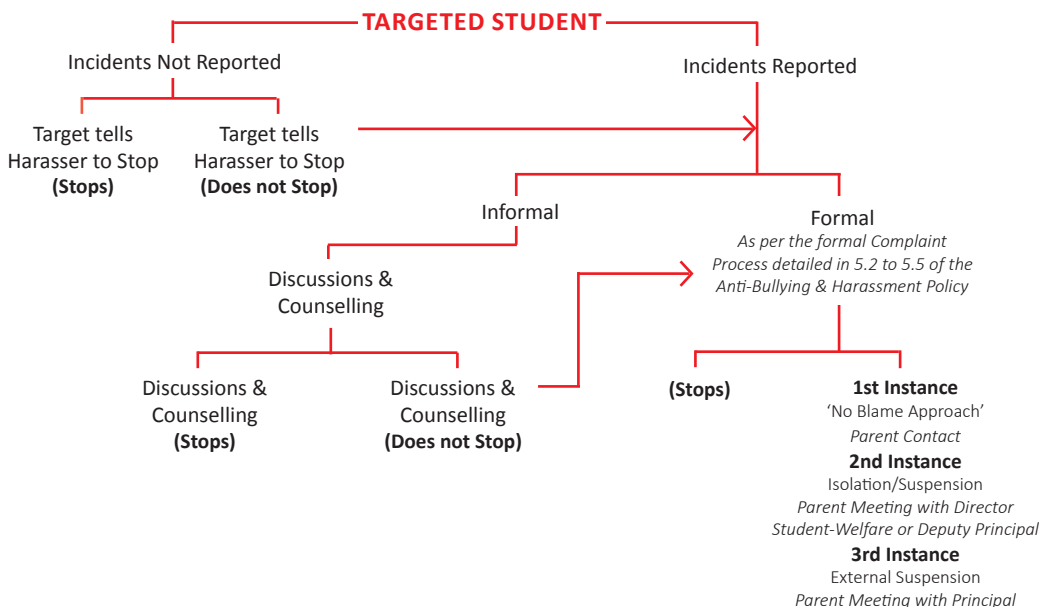 TARGETED STUDENT
Incidents Not Reported
Incidents Reported
Target tells
Harasser to Stop
(Stops)
Target tells
Harasser to Stop
(Does not Stop)
Informal
Formal
As per the formal Complaint
Process detailed in 5.2 to 5.5 of the
Anti-Bullying & Harassment Policy
Discussions &
Counselling
Discussions &
Counselling
(Stops)
Discussions &
Counselling
(Does not Stop)
(Stops)
1st Instance
‘No Blame Approach’
Parent Contact
2nd Instance
Isolation/Suspension
Parent Meeting with Director
Student-Welfare or Deputy Principal
3rd Instance
External Suspension
Parent Meeting with Principal